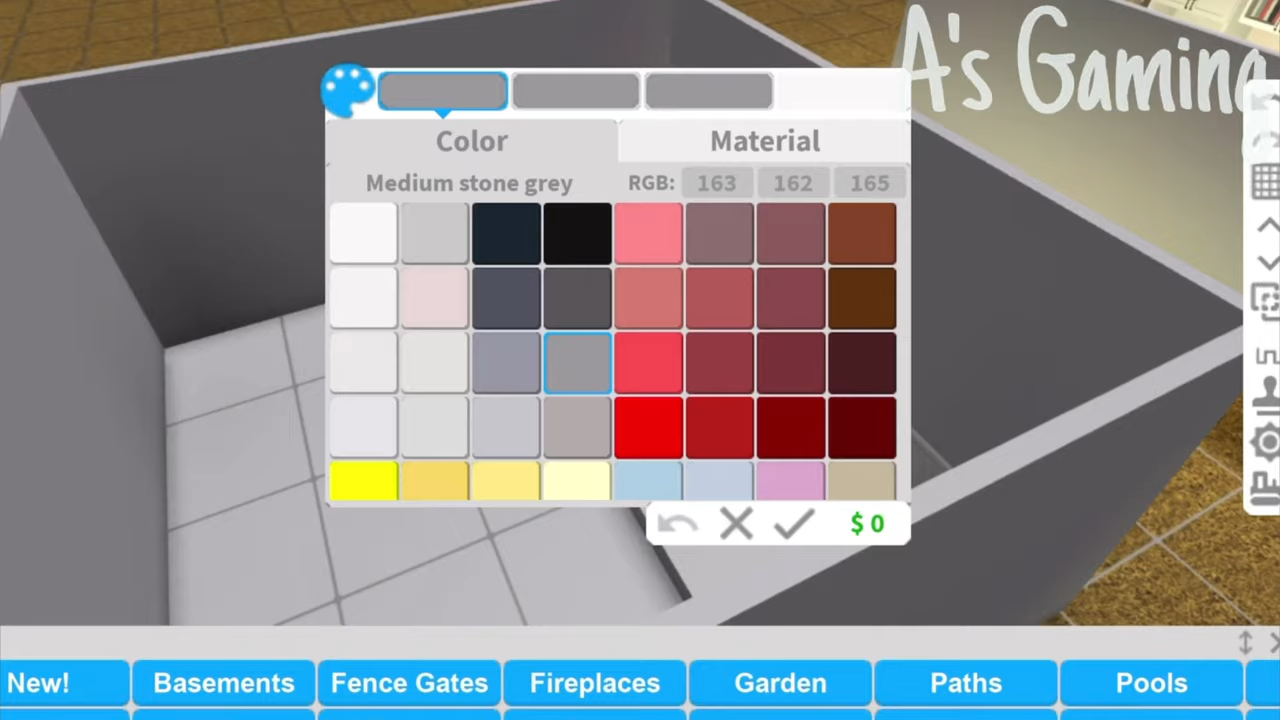 A's Gaming
Color
Material
Medium stone grey
RGB: 163 162 165
$ 0
New!
Basements
Fence Gates
Fireplaces
Garden
Paths
Pools